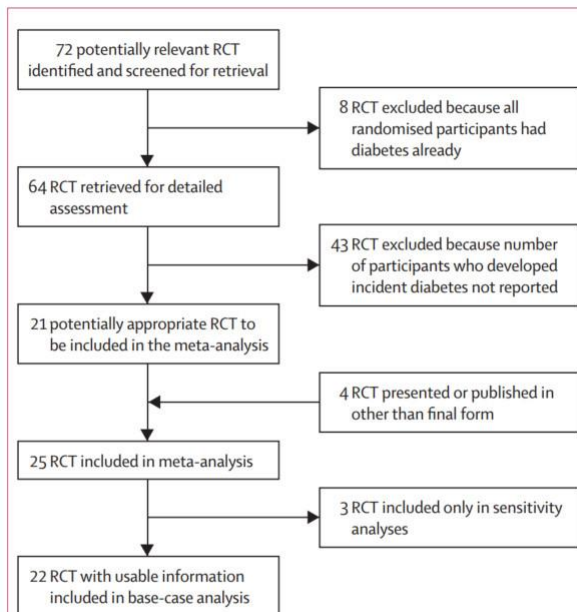 72 potentially relevant RCT
identified and screened for retrieval
8 RCT excluded because all
randomised participants had
diabetes already
64 RCT retrieved for detailed
assessment
43 RCT excluded because number
of participants who developed
incident diabetes not reported
21 potentially appropriate RCT to
be included in the meta-analysis
4 RCT presented or published in
other than final form
25 RCT included in meta-analysis
3 RCT included only in sensitivity
analyses
22 RCT with usable information
included in base-case analysis